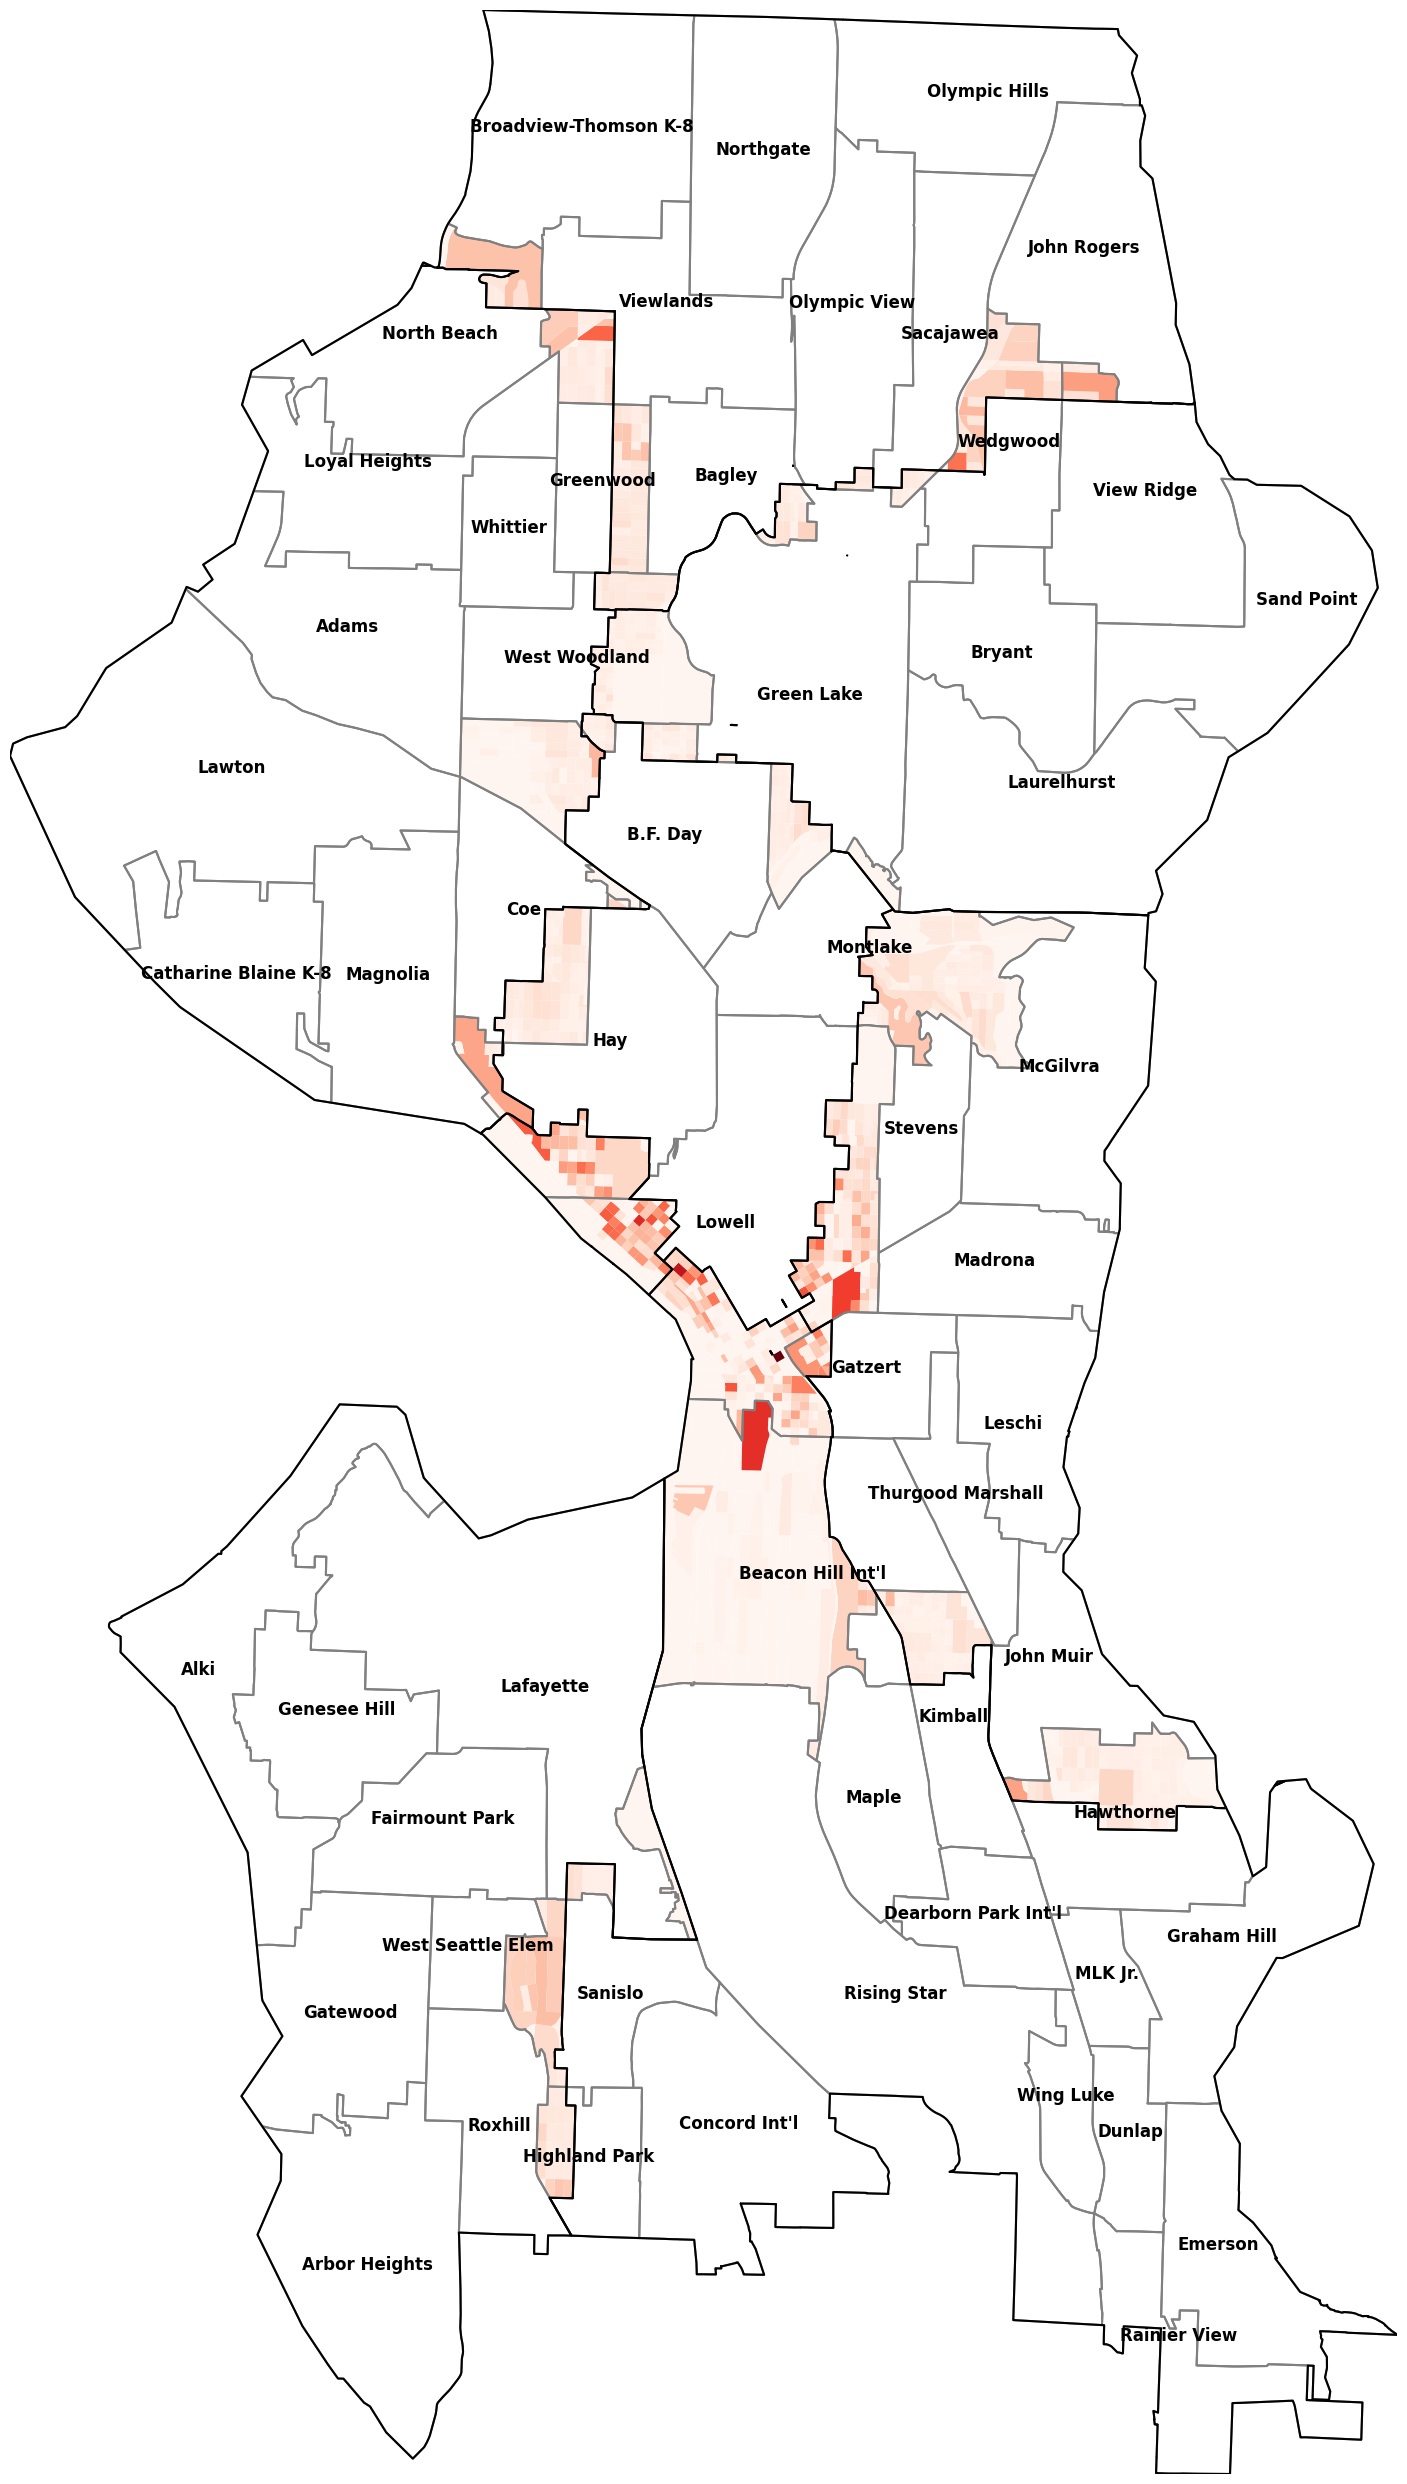 Olympic Hills
Broadview-Thomson K-8
Northgate
John Rogers
Viewlands
Olympic View
North Beach
Sacajawea
Wedgwood
Loyal Heights
Greenwood
Bagley
View Ridge
Whittier
Sand Point
Adams
Bryant
West Woodland
Green Lake
Lawton
Laurelhurst
B.F. Day
Coe
Montlake
Catharine Blaine K-8
Magnolia
Hay
McGilvra
Stevens
Lowell
Madrona
Gatzert
Leschi
Thurgood Marshall
Beacon Hill Int'l
John Muir
Alki
Lafayette
Genesee Hill
Kimball
Maple
Hawthorne
Fairmount Park
Dearborn Park Int'l
Graham Hill
West Seattle Elem
MLK Jr.
Sanislo
Rising Star
Gatewood
Wing Luke
Concord Int'l
Roxhill
Dunlap
Highland Park
Emerson
Arbor Heights
Rainier View